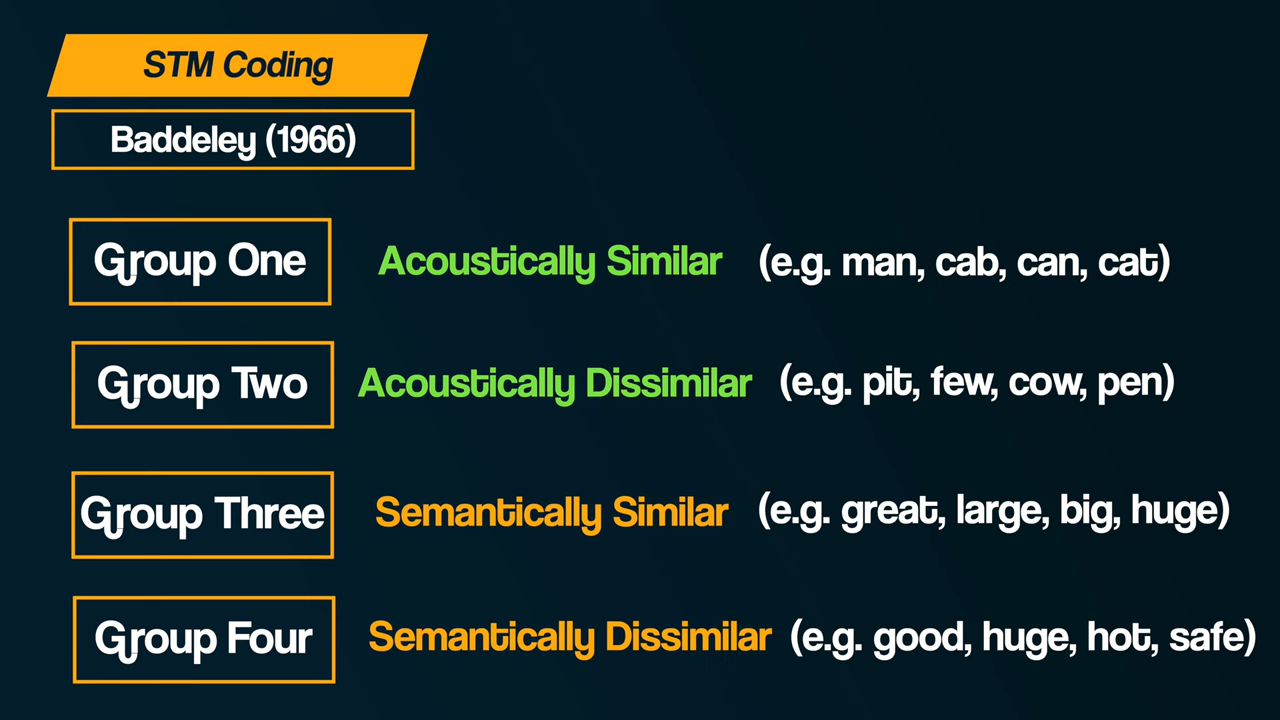 STM Coding
Baddeley (1966)
Group One Acoustically Similar (e.g. man, cab, can, cat)
Group Two Acoustically Dissimilar (e.g. pit, few, cow, pen)
Group Three Semantically Similar (e.g. great, large, big, huge)
Group Four Semantically Dissimilar (e.g. good, huge, hot, safe)